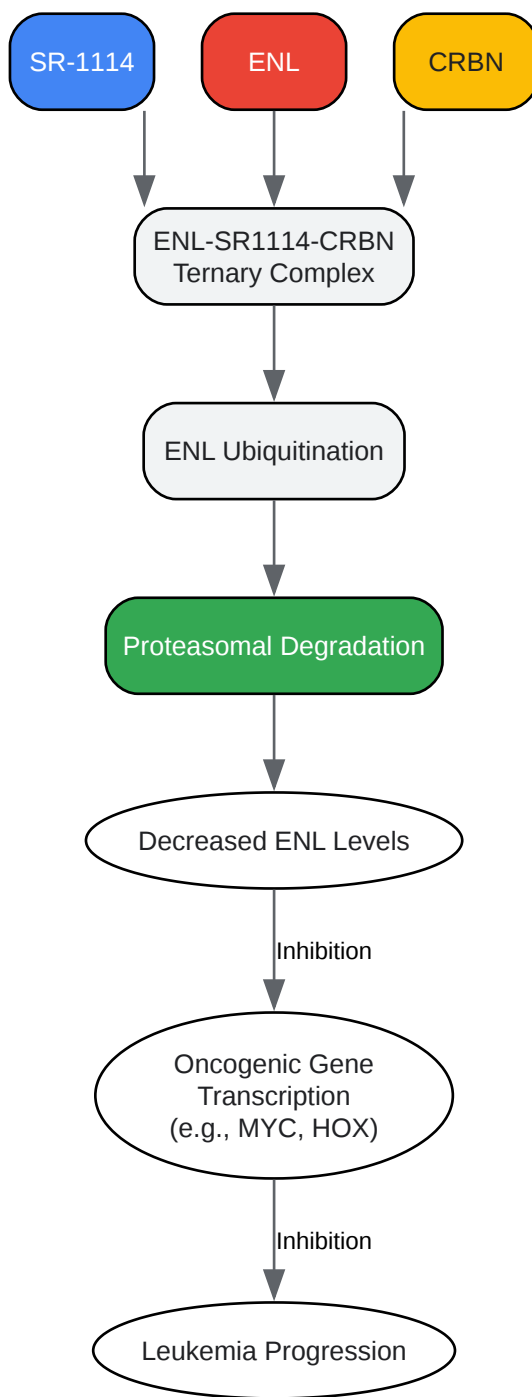 SR-1114
ENL
CRBN
ENL-SR1114-CRBN
Ternary Complex
ENL Ubiquitination
Proteasomal Degradation
Decreased ENL Levels
Inhibition
Oncogenic Gene
Transcription
(e.g., MYC, HOX)
Inhibition
Leukemia Progression